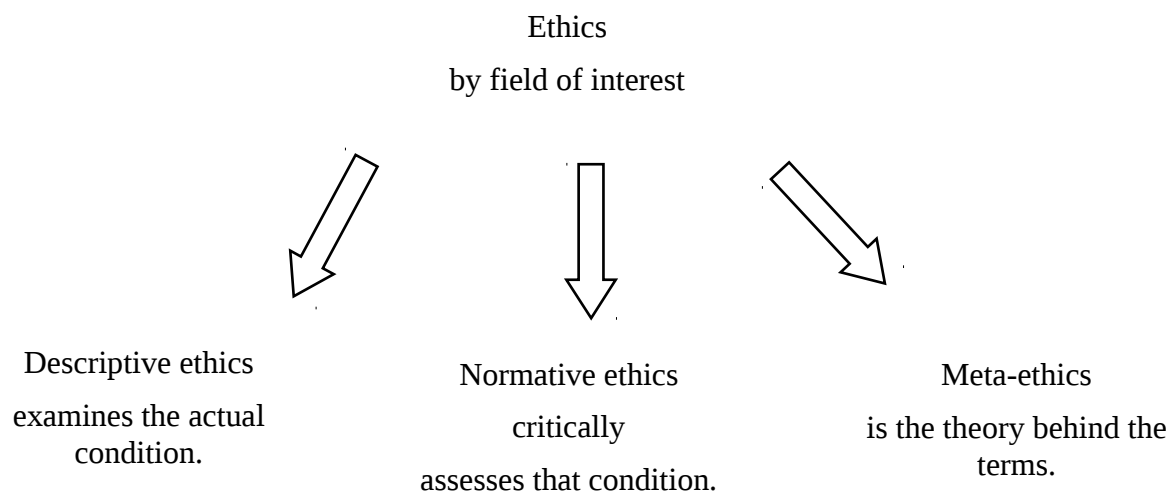 Ethics
by field of interest
Descriptive ethics
examines the actual
condition.
Normative ethics
critically
assesses that condition.
Meta-ethics
is the theory behind the
terms.